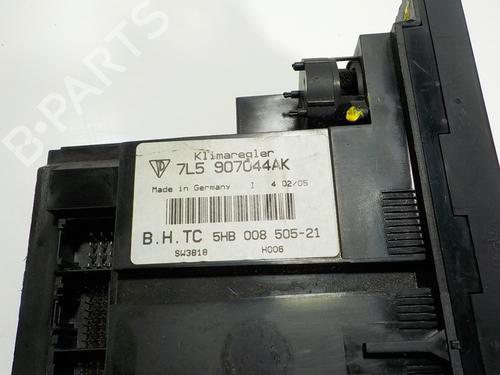 B-PARTS
Klimaregler
7L5 907044AK
Made in Germany I 4 02/05
B.H.TC 5HB 008 505-21
SW3818 H006